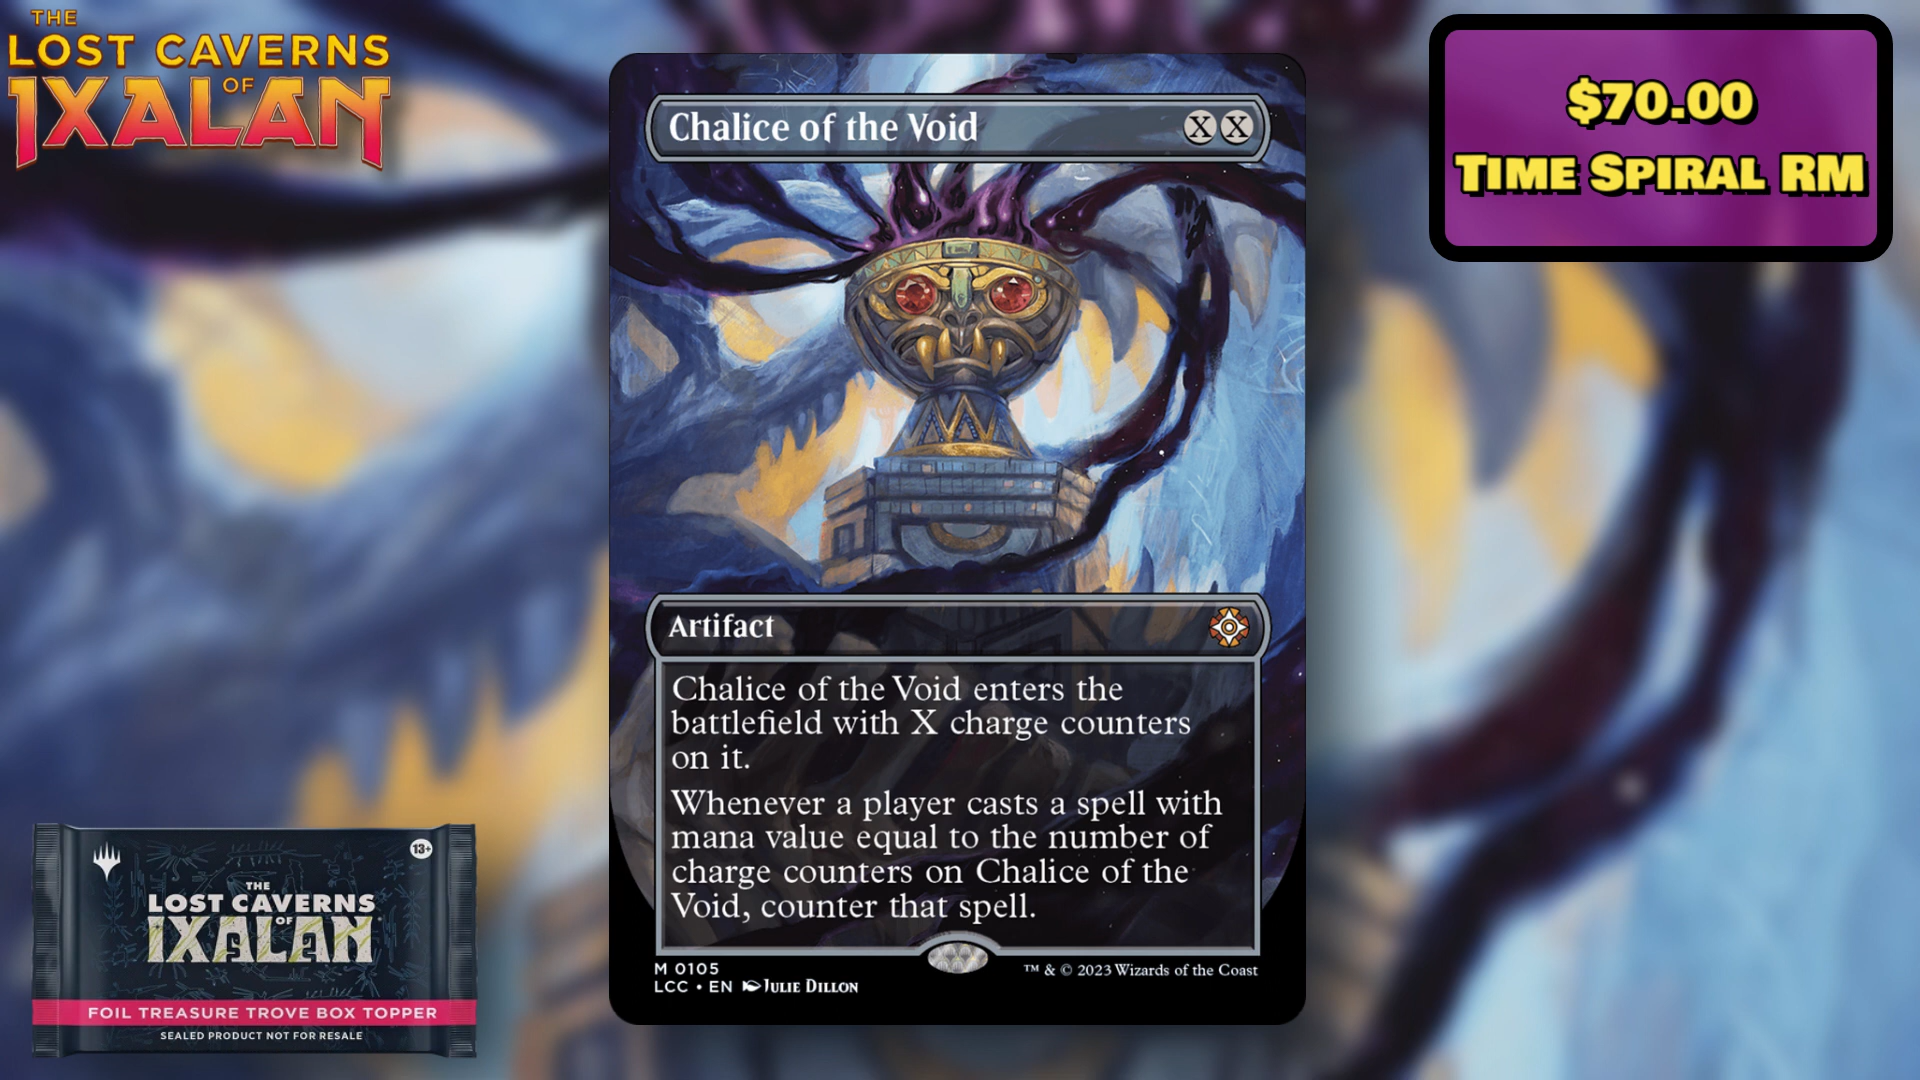 THE
LOST CAVERNS
OF
IXALAN
$70.00
TIME SPIRAL RM
Chalice of the Void
X X
Artifact
Chalice of the Void enters the
battlefield with X charge counters
on it.
Whenever a player casts a spell with
mana value equal to the number of
charge counters on Chalice of the
Void, counter that spell.
M 0105
LCC • EN JULIE DILLON
™ & © 2023 Wizards of the Coast
13+
THE
LOST CAVERNS
OF
IXALAN
FOIL TREASURE TROVE BOX TOPPER
SEALED PRODUCT NOT FOR RESALE